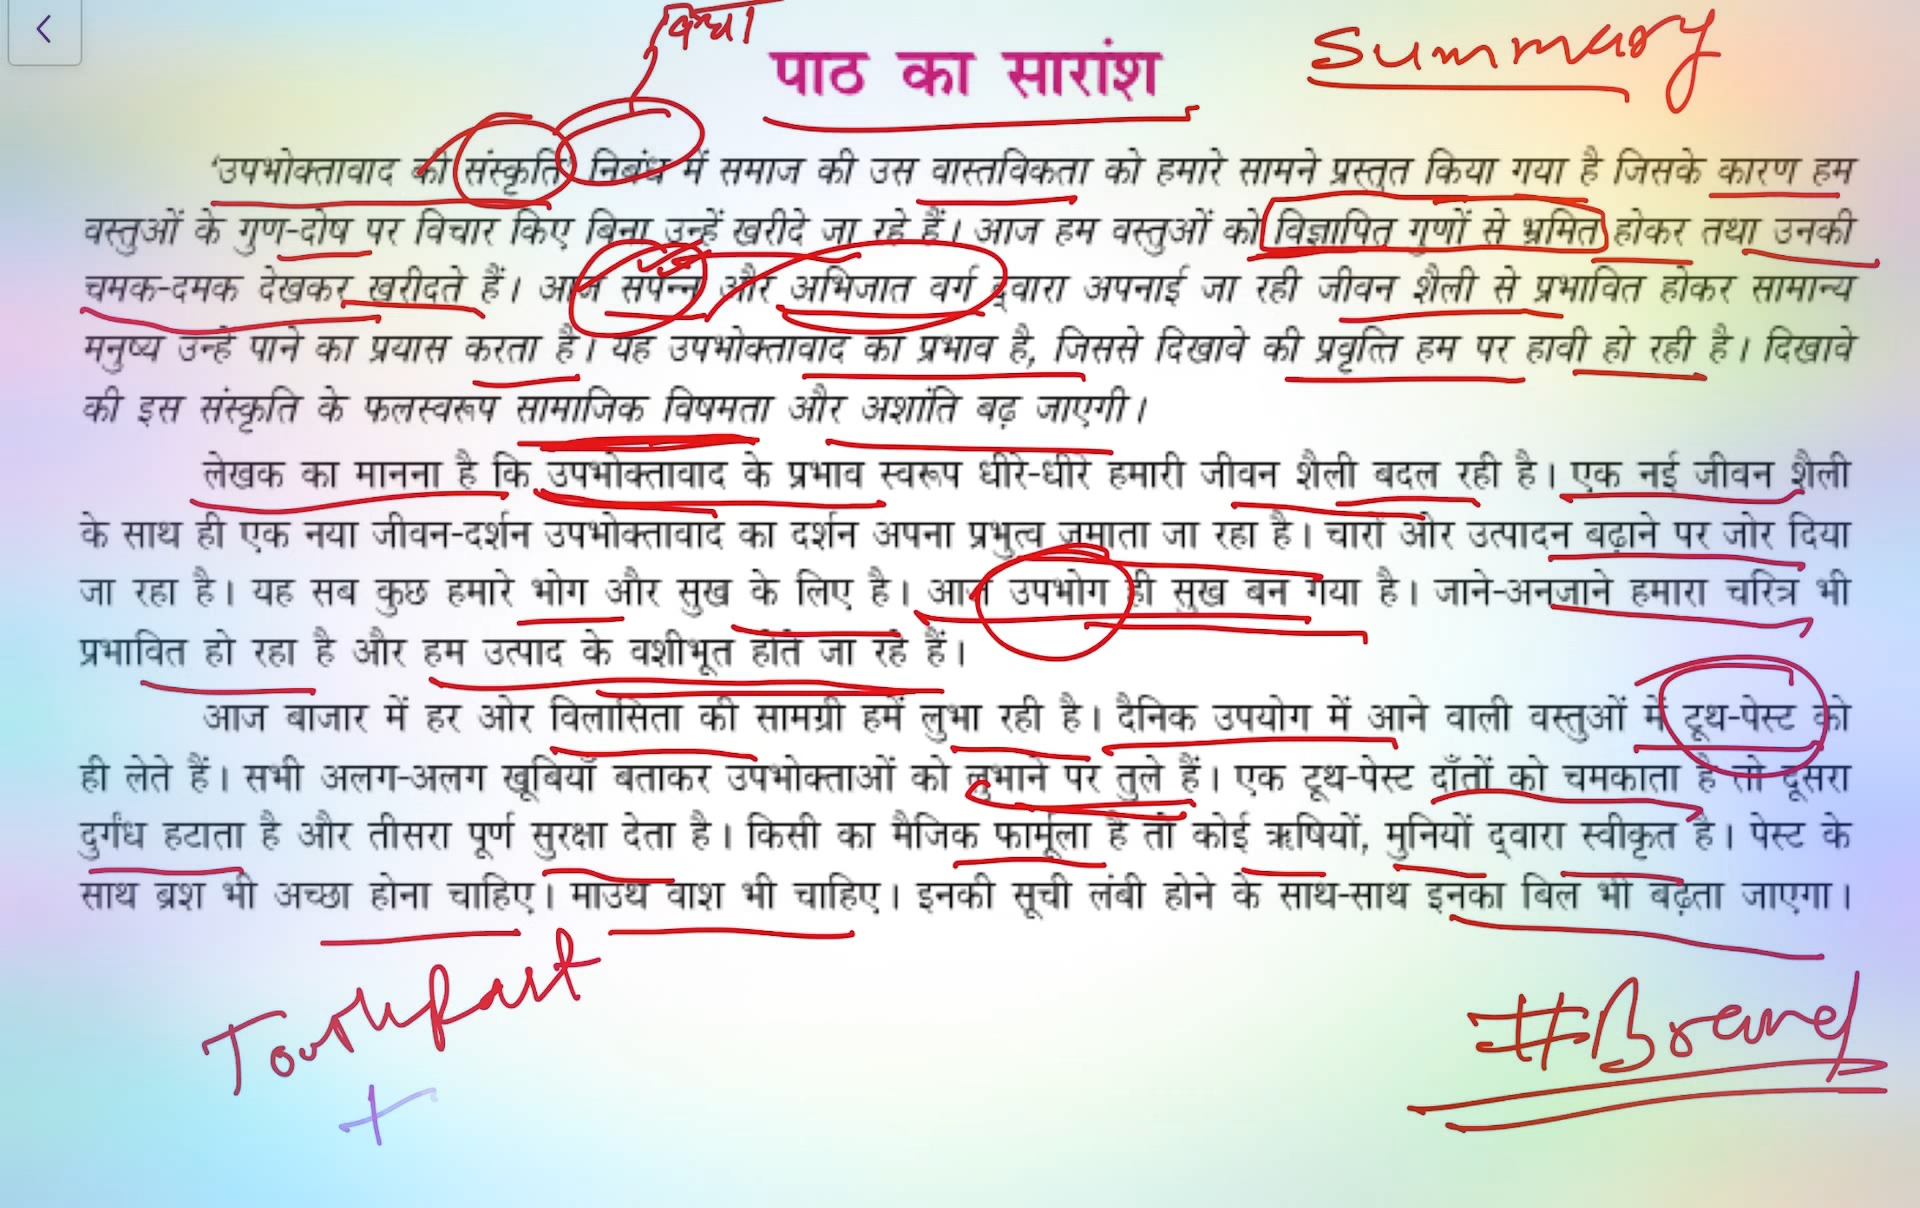 विधा
पाठ का सारांश
Summary
'उपभोक्तावाद की संस्कृति' निबंध में समाज की उस वास्तविकता को हमारे सामने प्रस्तुत किया गया है जिसके कारण हम
वस्तुओं के गुण-दोष पर विचार किए बिना उन्हें खरीदे जा रहे हैं। आज हम वस्तुओं को विज्ञापित गुणों से भ्रमित होकर तथा उनकी
चमक-दमक देखकर खरीदते हैं। आज संपन्न और अभिजात वर्ग द्वारा अपनाई जा रही जीवन शैली से प्रभावित होकर सामान्य
मनुष्य उन्हें पाने का प्रयास करता है। यह उपभोक्तावाद का प्रभाव है, जिससे दिखावे की प्रवृत्ति हम पर हावी हो रही है। दिखावे
की इस संस्कृति के फलस्वरूप सामाजिक विषमता और अशांति बढ़ जाएगी।
लेखक का मानना है कि उपभोक्तावाद के प्रभाव स्वरूप धीरे-धीरे हमारी जीवन शैली बदल रही है। एक नई जीवन शैली
के साथ ही एक नया जीवन-दर्शन उपभोक्तावाद का दर्शन अपना प्रभुत्व जमाता जा रहा है। चारों ओर उत्पादन बढ़ाने पर जोर दिया
जा रहा है। यह सब कुछ हमारे भोग और सुख के लिए है। आज उपभोग ही सुख बन गया है। जाने-अनजाने हमारा चरित्र भी
प्रभावित हो रहा है और हम उत्पाद के वशीभूत होते जा रहे हैं।
आज बाजार में हर ओर विलासिता की सामग्री हमें लुभा रही है। दैनिक उपयोग में आने वाली वस्तुओं में टूथ-पेस्ट को
ही लेते हैं। सभी अलग-अलग खूबियाँ बताकर उपभोक्ताओं को लुभाने पर तुले हैं। एक टूथ-पेस्ट दाँतों को चमकाता है तो दूसरा
दुर्गंध हटाता है और तीसरा पूर्ण सुरक्षा देता है। किसी का मैजिक फार्मूला है तो कोई ऋषियों, मुनियों द्वारा स्वीकृत है। पेस्ट के
साथ ब्रश भी अच्छा होना चाहिए। माउथ वाश भी चाहिए। इनकी सूची लंबी होने के साथ-साथ इनका बिल भी बढ़ता जाएगा।
#Brand
+